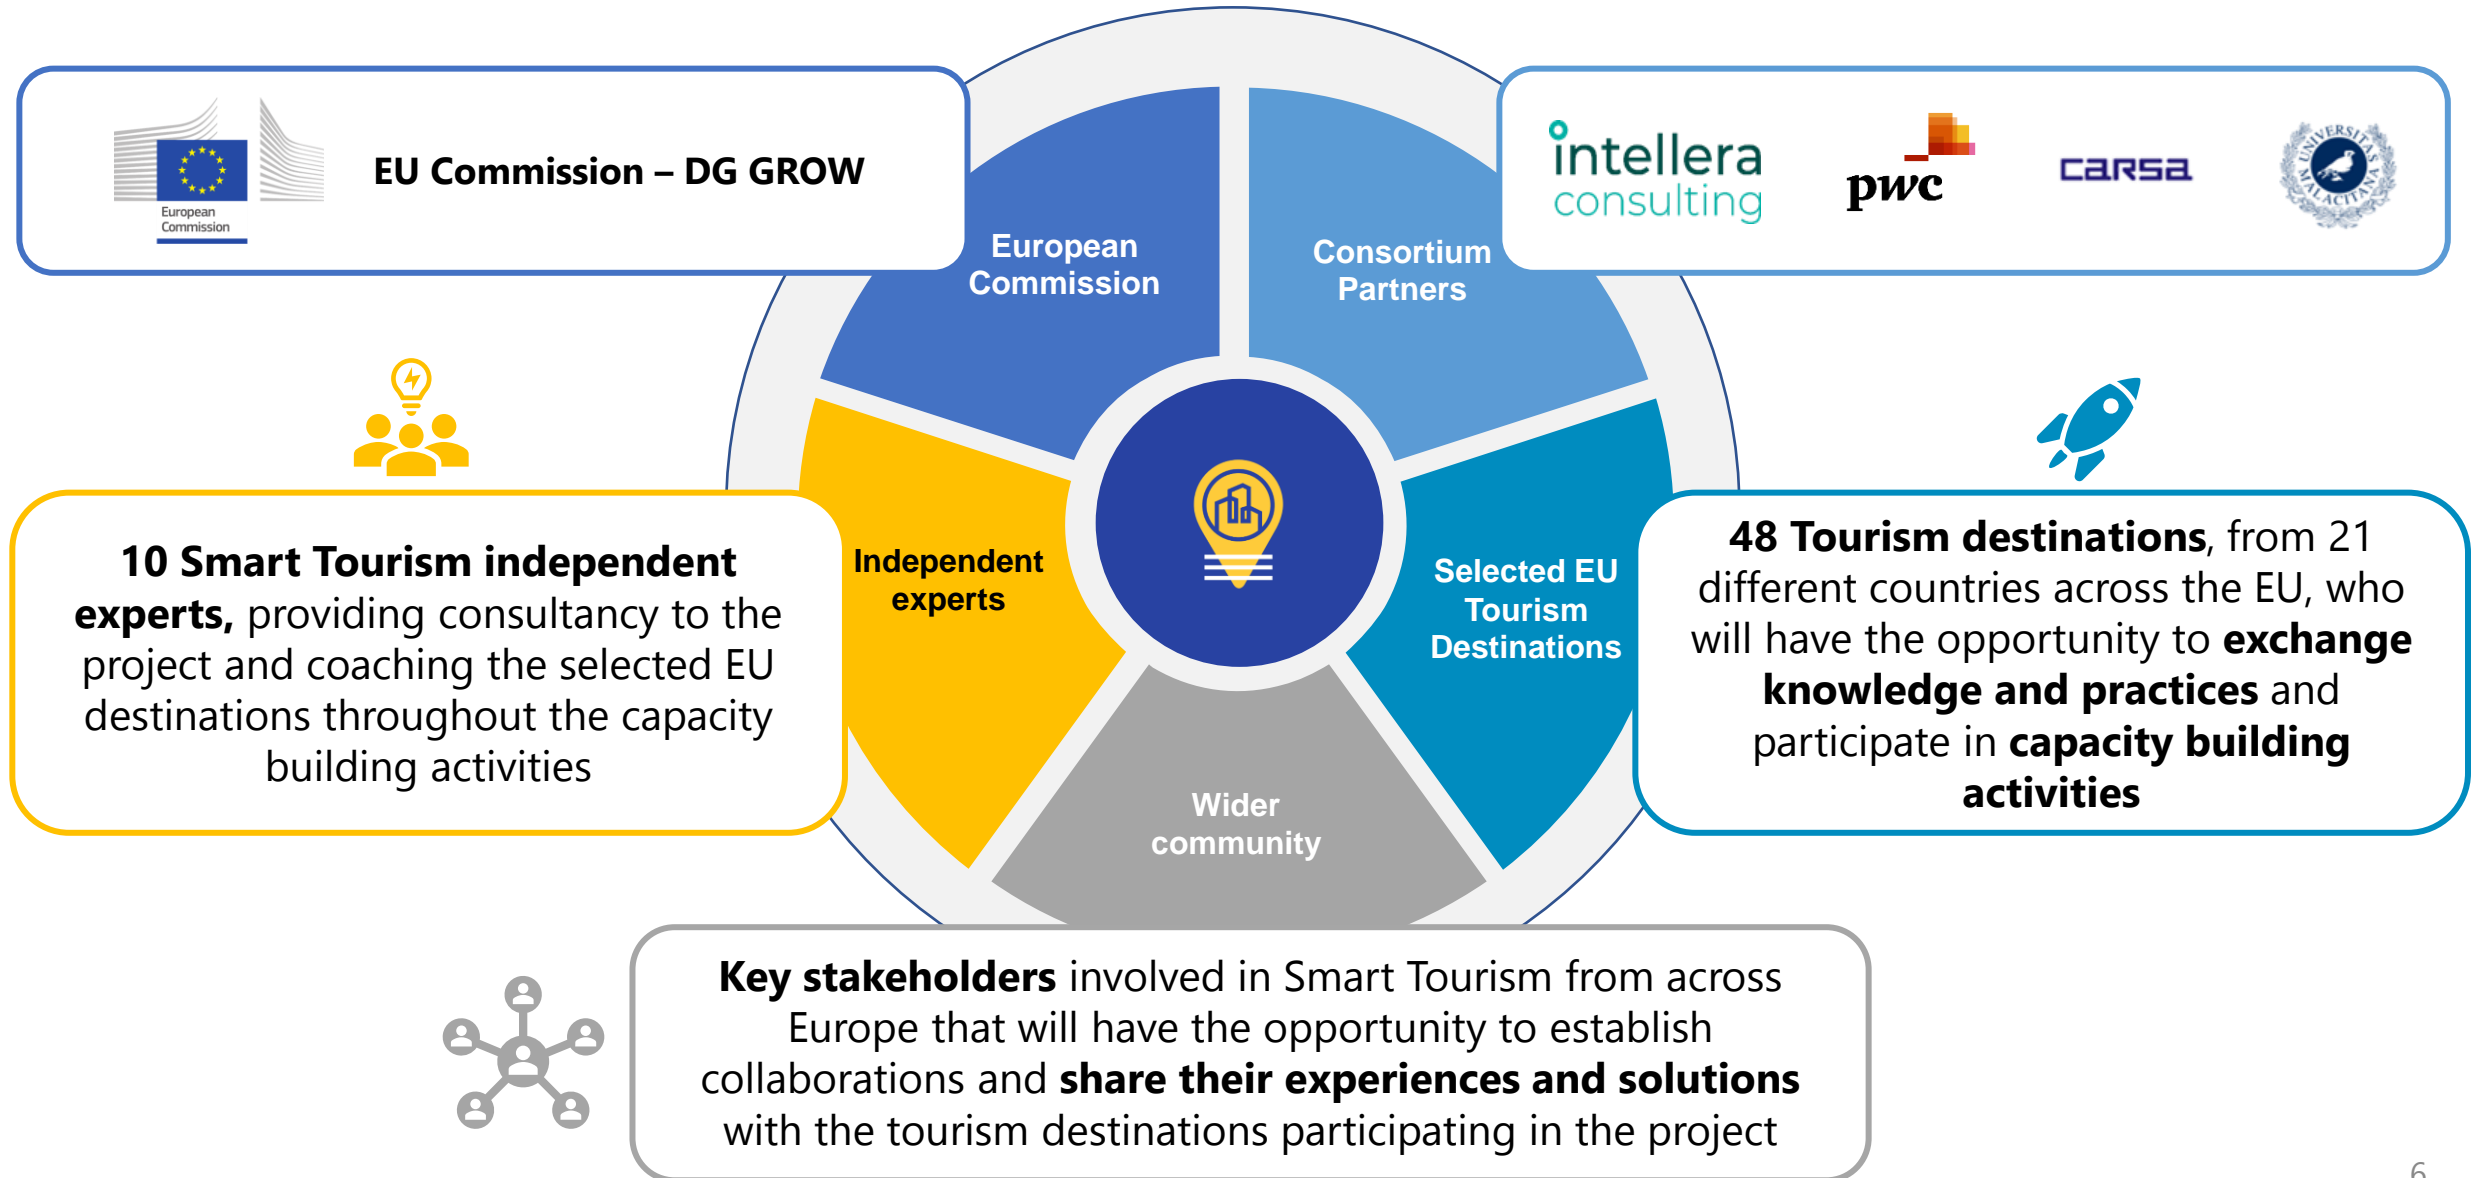 European
Commission
EU Commission – DG GROW
intellera
consulting
pwc
carsa
UNIVERSITAS
MALACITANA
European
Commission
Consortium
Partners
10 Smart Tourism independent
experts, providing consultancy to the
project and coaching the selected EU
destinations throughout the capacity
building activities
Independent
experts
Selected EU
Tourism
Destinations
48 Tourism destinations, from 21
different countries across the EU, who
will have the opportunity to exchange
knowledge and practices and
participate in capacity building
activities
Wider
community
Key stakeholders involved in Smart Tourism from across
Europe that will have the opportunity to establish
collaborations and share their experiences and solutions
with the tourism destinations participating in the project
6